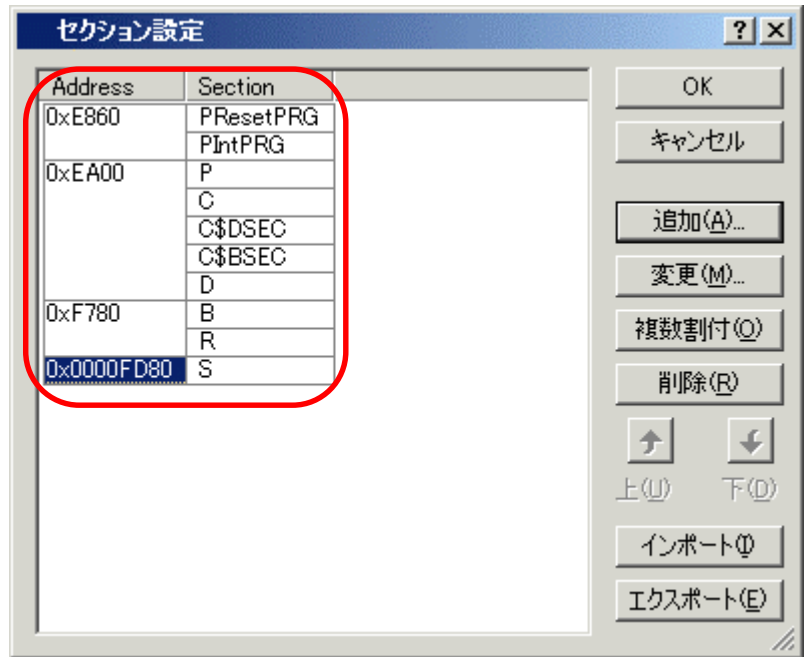 セクション設定
Address Section
0xE860 PResetPRG
PIntPRG
0xEA00 P
C
C$DSEC
C$BSEC
D
0xF780 B
R
0x0000FD80 S
OK
キャンセル
追加(A)...
変更(M)...
複数割付(O)
削除(R)
上(U) 下(D)
インポート(I)
エクスポート(E)